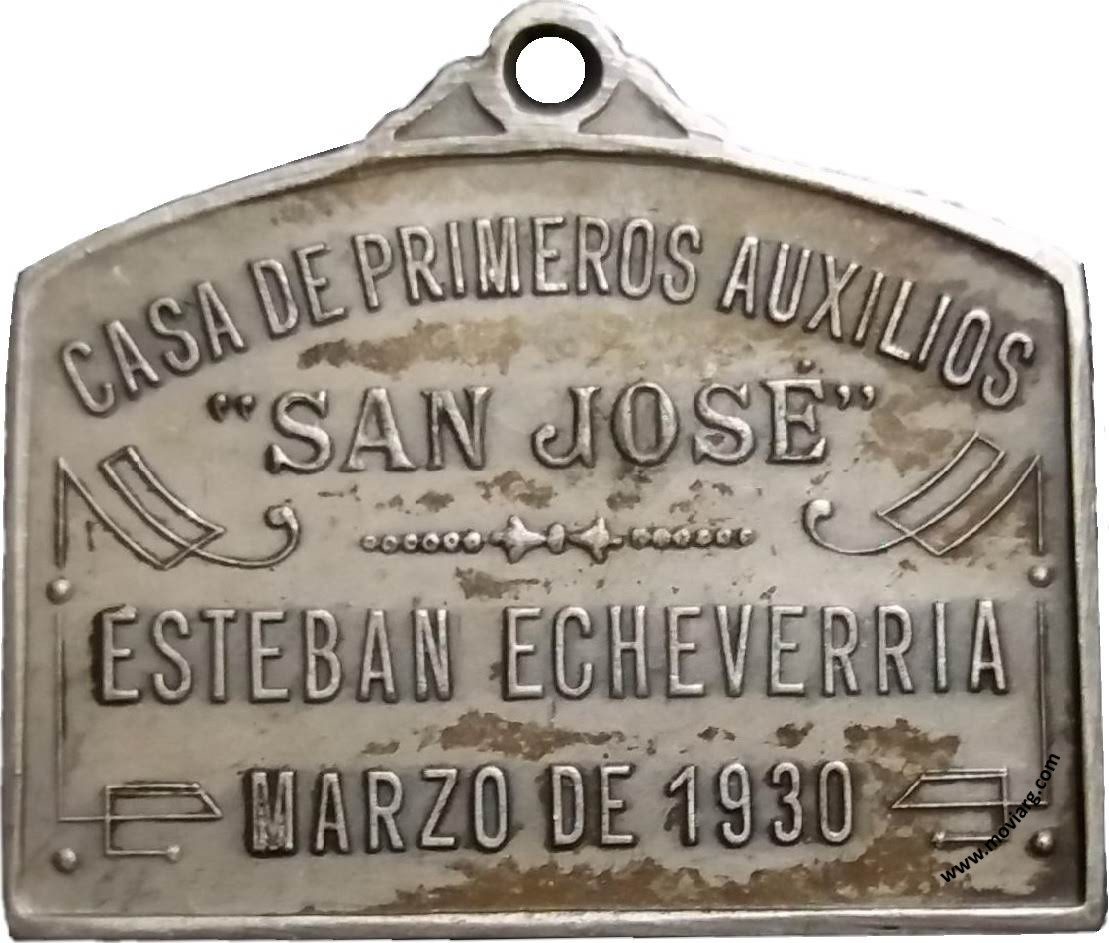 CASA DE PRIMEROS AUXILIOS
"SAN JOSÉ"
ESTEBAN ECHEVERRIA
MARZO DE 1930
www.moviarg.com